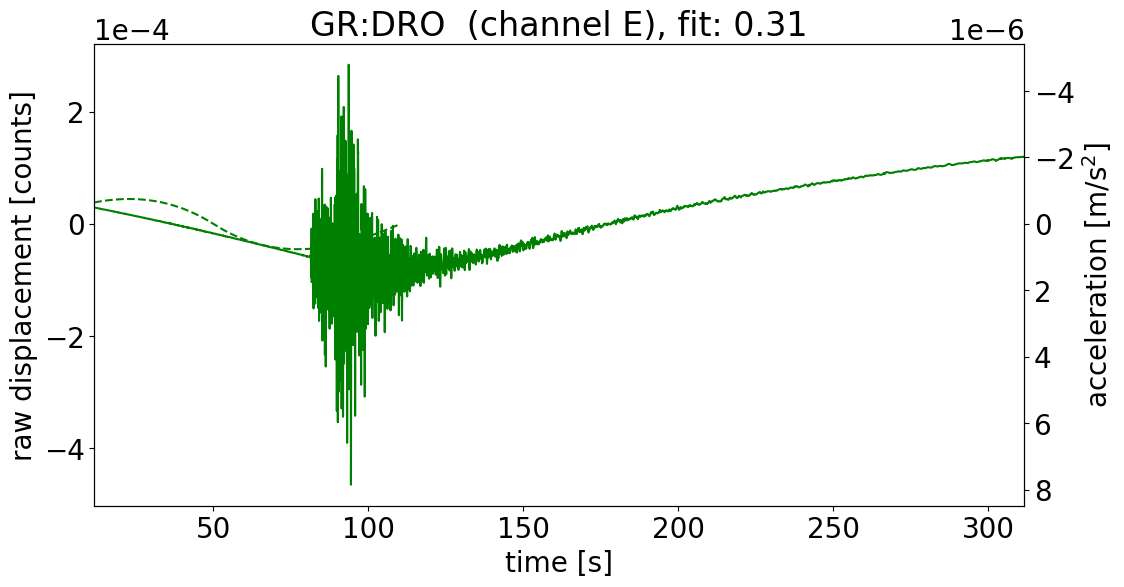 GR:DRO  (channel E), fit: 0.31
1e−4
1e−6
raw displacement [counts]
2
0
−2
−4
−4
−2
0
2
4
6
8
acceleration [m/s²]
50
100
150
200
250
300
time [s]